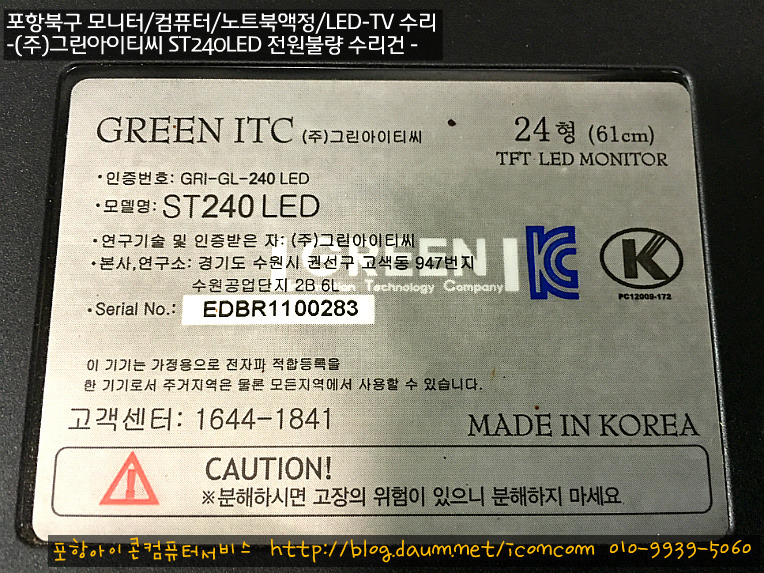 포항북구 모니터/컴퓨터/노트북액정/LED-TV 수리
-(주)그린아이티씨 ST240LED 전원불량 수리건 -
GREEN ITC (주)그린아이티씨
24형 (61cm)
TFT LED MONITOR
•인증번호: GRI-GL-240 LED
•모델명: ST240 LED
•연구기술 및 인증받은 자: (주)그린아이티씨
•본사,연구소: 경기도 수원시 권선구 고색동 947번지
수원공업단지 2B 6L
GREEN
Technology Company
•Serial No.: EDBR1100283
PC12009-172
이 기기는 가정용으로 전자파 적합등록을
한 기기로서 주거지역은 물론 모든지역에서 사용할 수 있습니다.
고객센터: 1644-1841
MADE IN KOREA
CAUTION!
※분해하시면 고장의 위험이 있으니 분해하지 마세요
포항아이콘컴퓨터서비스 http://blog.daum.net/iconcom 010-9939-5060